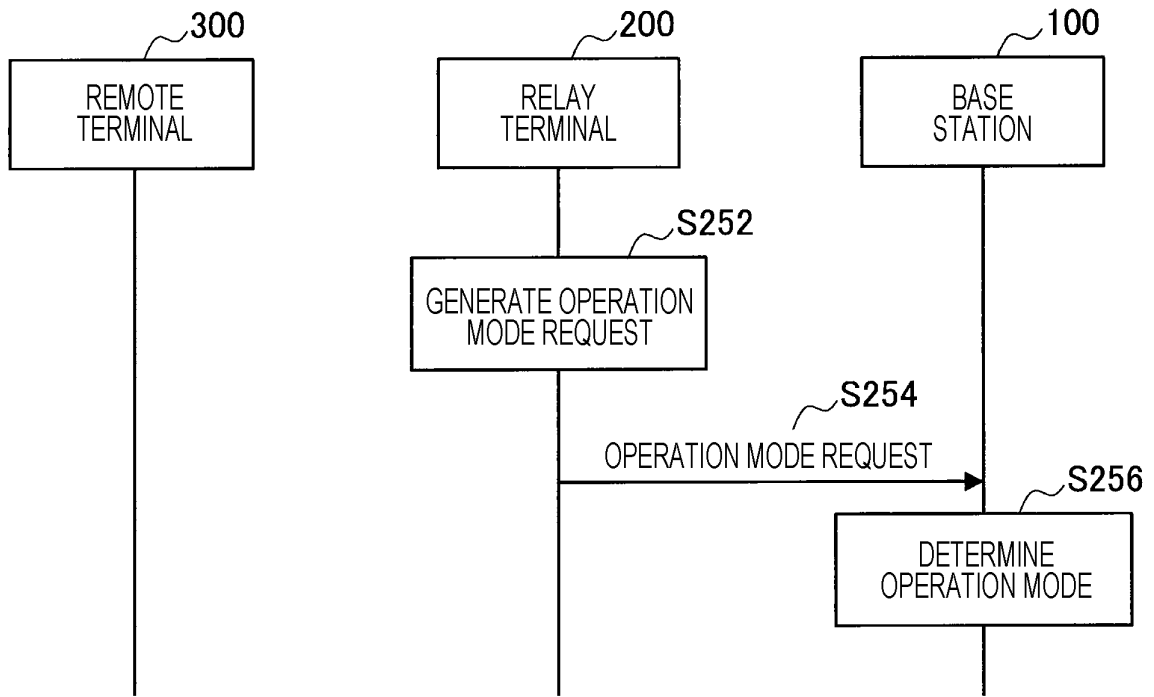 300
200
100
REMOTE
TERMINAL
RELAY
TERMINAL
BASE
STATION
S252
GENERATE OPERATION
MODE REQUEST
S254
OPERATION MODE REQUEST
S256
DETERMINE
OPERATION MODE